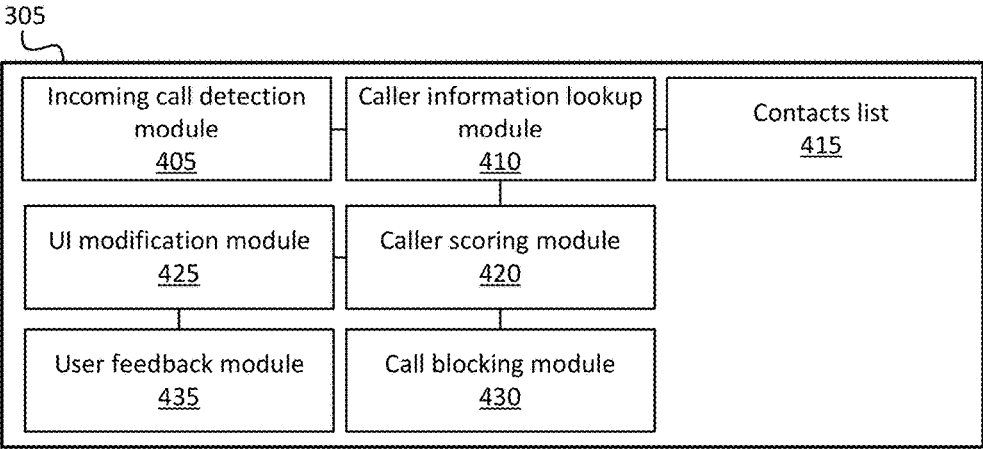 305
Incoming call detection
module
405
Caller information lookup
module
410
Contacts list
415
UI modification module
425
Caller scoring module
420
User feedback module
435
Call blocking module
430